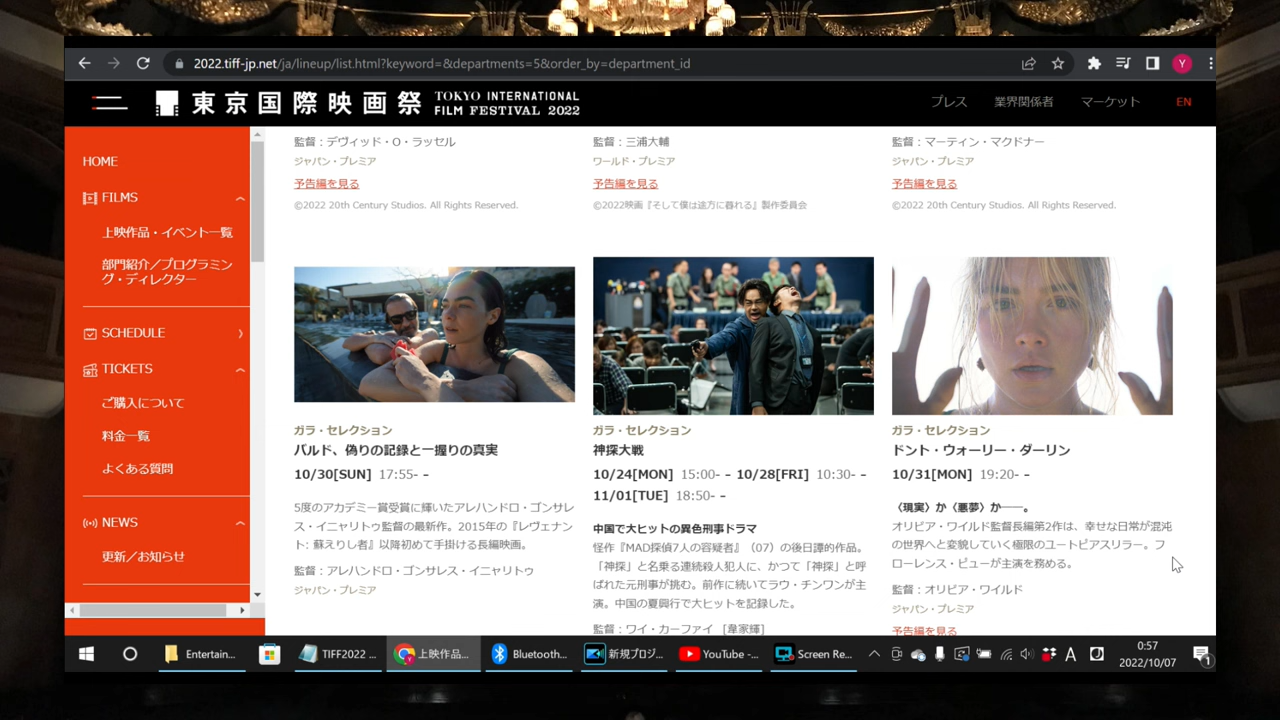 2022.tiff-jp.net/ja/lineup/list.html?keyword=&departments=5&order_by=department_id
Y
東京国際映画祭
TOKYO INTERNATIONAL
FILM FESTIVAL 2022
プレス
業界関係者
マーケット
EN
HOME
FILMS
上映作品・イベント一覧
部門紹介／プログラミン
グ・ディレクター
SCHEDULE
TICKETS
ご購入について
料金一覧
よくある質問
NEWS
更新／お知らせ
監督：デヴィッド・O・ラッセル
ジャパン・プレミア
予告編を見る
©2022 20th Century Studios. All Rights Reserved.
監督：三浦大輔
ワールド・プレミア
予告編を見る
©2022映画『そして僕は途方に暮れる』製作委員会
監督：マーティン・マクドナー
ジャパン・プレミア
予告編を見る
©2022 20th Century Studios. All Rights Reserved.
ガラ・セレクション
バルド、偽りの記録と一握りの真実
10/30[SUN] 17:55- -
5度のアカデミー賞受賞に輝いたアレハンドロ・ゴンサレ
ス・イニャリトゥ監督の最新作。2015年の『レヴェナン
ト: 蘇えりし者』以降初めて手掛ける長編映画。
監督：アレハンドロ・ゴンサレス・イニャリトゥ
ジャパン・プレミア
ガラ・セレクション
神探大戦
10/24[MON] 15:00- - 10/28[FRI] 10:30- -
11/01[TUE] 18:50- -
中国で大ヒットの異色刑事ドラマ
怪作『MAD探偵7人の容疑者』（07）の後日譚的作品。
「神探」と名乗る連続殺人犯に、かつて「神探」と呼
ばれた元刑事が挑む。前作に続いてラウ・チンワンが主
演。中国の夏興行で大ヒットを記録した。
監督：ワイ・カーファイ ［韋家輝］
ガラ・セレクション
ドント・ウォーリー・ダーリン
10/31[MON] 19:20- -
〈現実〉か〈悪夢〉か――。
オリビア・ワイルド監督長編第2作は、幸せな日常が混沌
の世界へと変貌していく極限のユートピアスリラー。フ
ローレンス・ピューが主演を務める。
監督：オリビア・ワイルド
ジャパン・プレミア
予告編を見る
Entertain...
TIFF2022 ...
上映作品...
Bluetooth...
新規プロジ...
YouTube -...
Screen Re...
A
0:57
2022/10/07
1